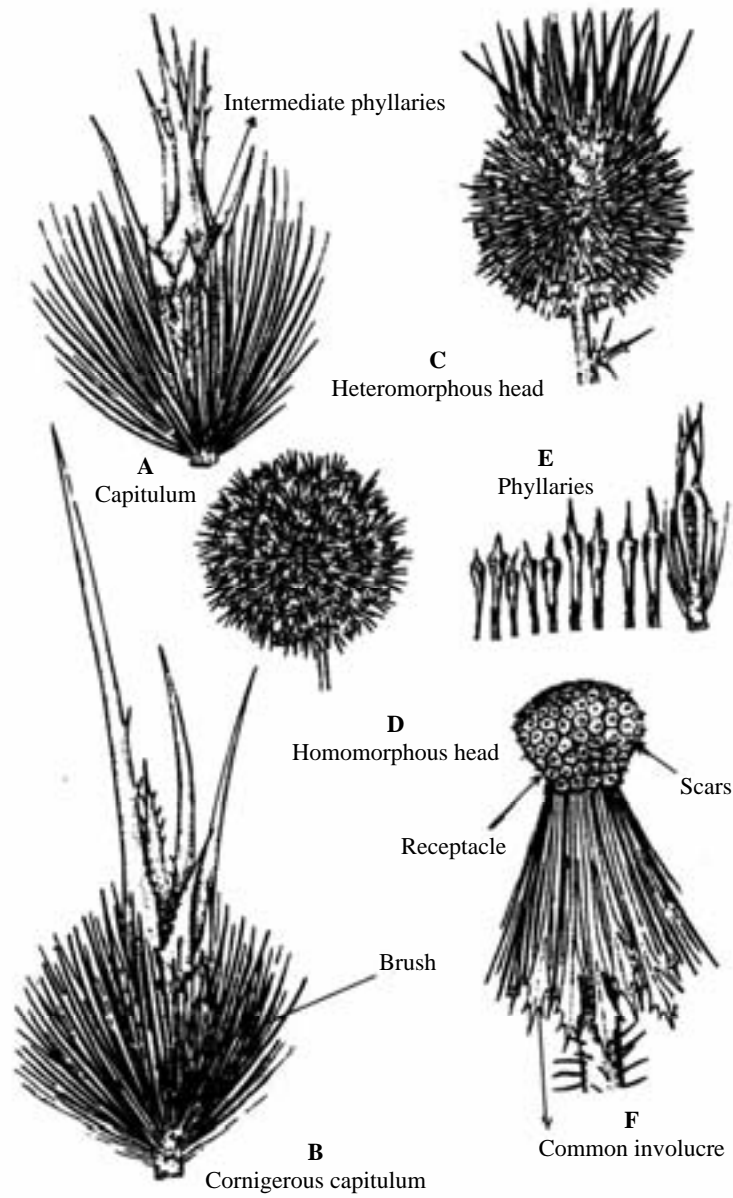 Intermediate phyllaries
C
Heteromorphous head
A
Capitulum
E
Phyllaries
D
Homomorphous head
Scars
Receptacle
Brush
F
Common involucre
B
Cornigerous capitulum